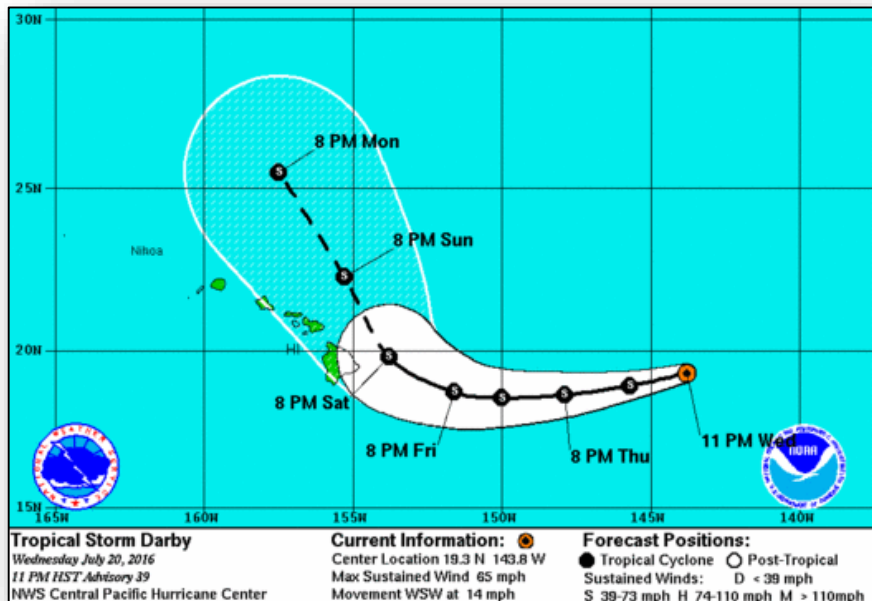 30N
8 PM Mon
25N
8 PM Sun
Nihoa
20N
HI
8 PM Sat
8 PM Fri
8 PM Thu
11 PM Wed
NOAA
15N
165W 160W 155W 150W 145W 140W
S S S S S S S
Tropical Storm Darby
Wednesday July 20, 2016
11 PM HST Advisory 39
NWS Central Pacific Hurricane Center
Current Information:
Center Location 19.3 N 143.8 W
Max Sustained Wind 65 mph
Movement WSW at 14 mph
Forecast Positions:
Tropical Cyclone Post-Tropical
Sustained Winds: D < 39 mph
S 39-73 mph H 74-110 mph M > 110mph